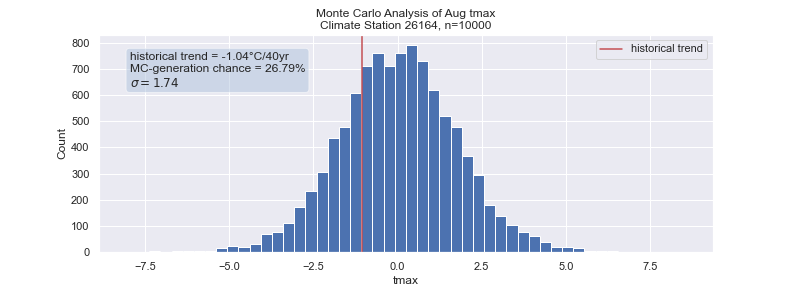 Monte Carlo Analysis of Aug tmax
Climate Station 26164, n=10000
historical trend = -1.04°C/40yr
MC-generation chance = 26.79%
σ = 1.74
historical trend
800
700
600
500
400
300
200
100
0
Count
−7.5
−5.0
−2.5
0.0
2.5
5.0
7.5
tmax